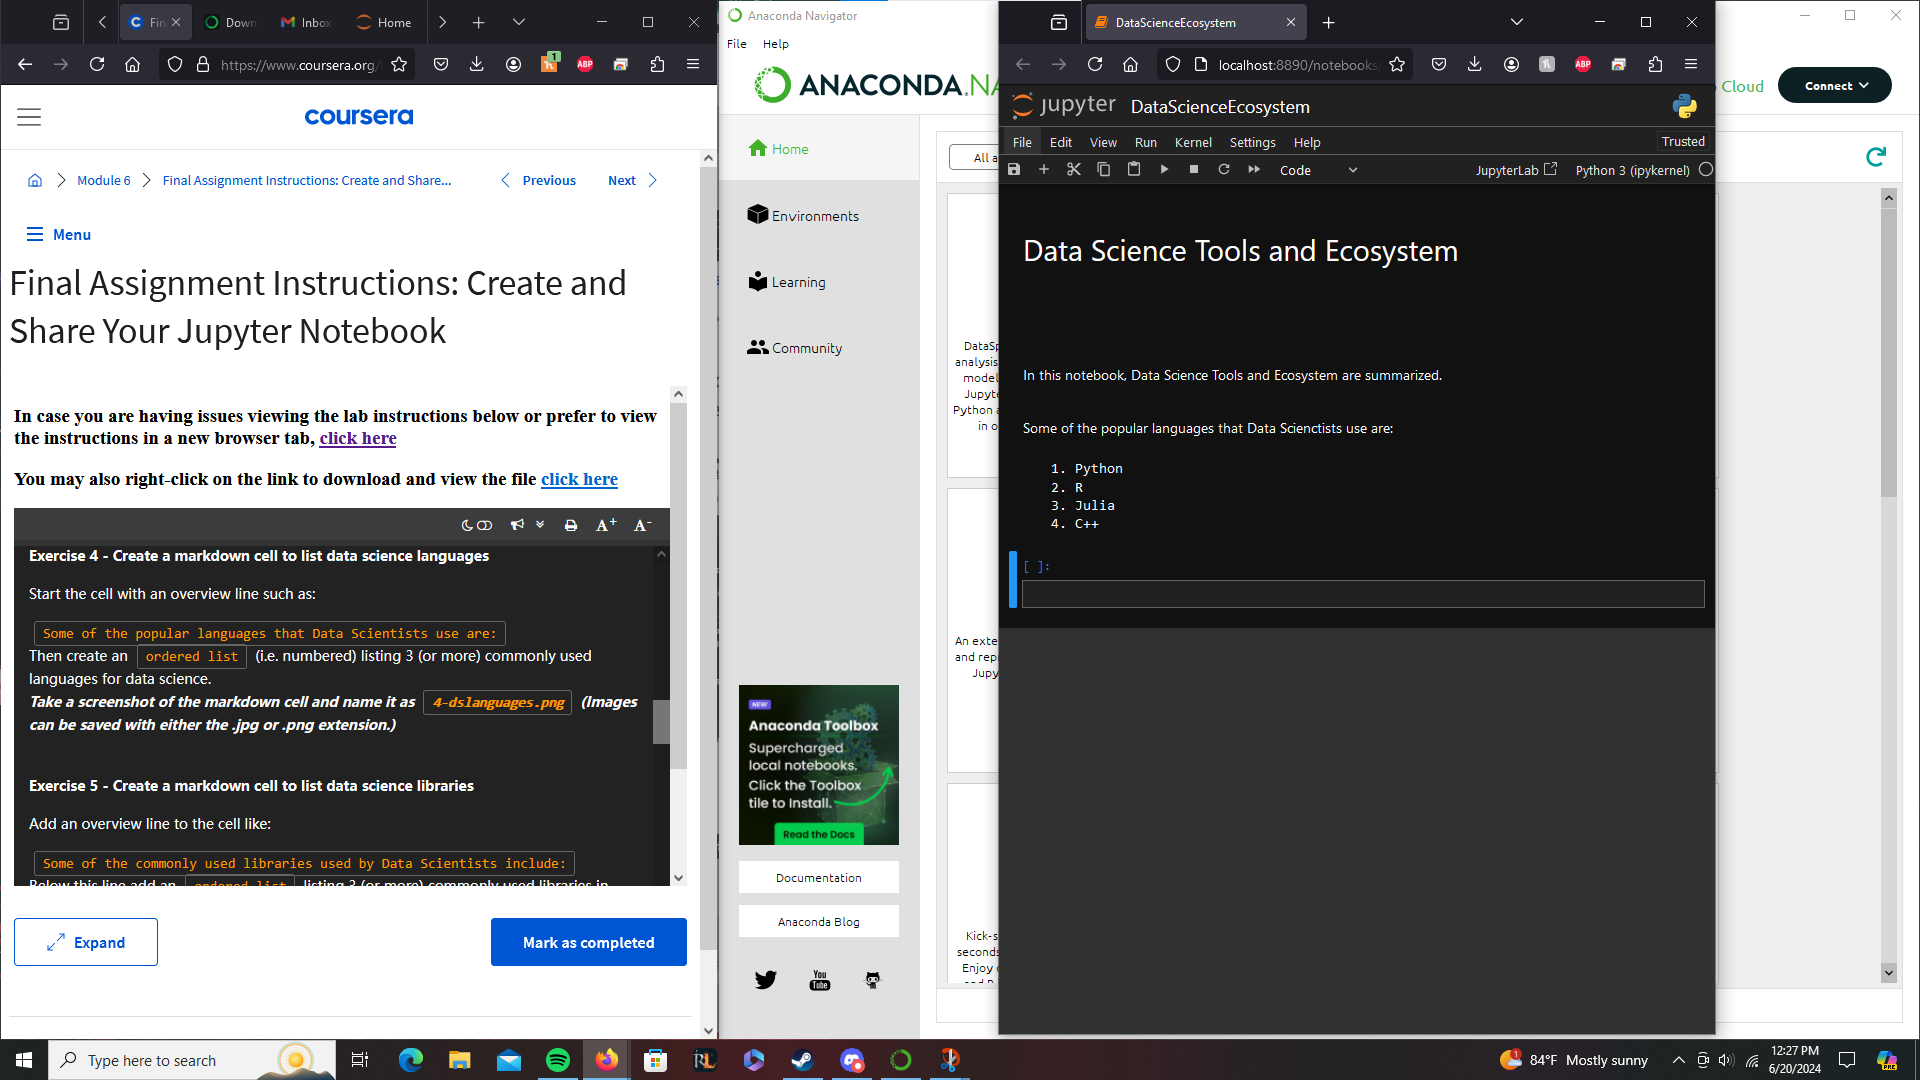 Fin
Down
Inbox
Home
https://www.coursera.org/
1
ABP
coursera
Module 6
Final Assignment Instructions: Create and Share...
Previous
Next
Menu
Final Assignment Instructions: Create and
Share Your Jupyter Notebook
In case you are having issues viewing the lab instructions below or prefer to view
the instructions in a new browser tab, click here
You may also right-click on the link to download and view the file click here
A+
A-
Exercise 4 - Create a markdown cell to list data science languages
Start the cell with an overview line such as:
Some of the popular languages that Data Scientists use are:
Then create an ordered list (i.e. numbered) listing 3 (or more) commonly used
languages for data science.
Take a screenshot of the markdown cell and name it as 4-dslanguages.png (Images
can be saved with either the .jpg or .png extension.)
Exercise 5 - Create a markdown cell to list data science libraries
Add an overview line to the cell like:
Some of the commonly used libraries used by Data Scientists include:
Below this line add an ordered list listing 3 (or more) commonly used libraries in
Expand
Mark as completed
Anaconda Navigator
File Help
ANACONDA.NA
Cloud
Connect
Home
Environments
Learning
Community
All a
DataSp
analysis
model
Jupyte
Python a
in o
An exte
and rep
Jupy
Kick-s
seconds
Enjoy
NEW
Anaconda Toolbox
Supercharged
local notebooks.
Click the Toolbox
tile to Install.
Read the Docs
Documentation
Anaconda Blog
You
Tube
DataScienceEcosystem
localhost:8890/notebooks
ABP
jupyter DataScienceEcosystem
File Edit View Run Kernel Settings Help
Trusted
Code
JupyterLab
Python 3 (ipykernel)
Data Science Tools and Ecosystem
In this notebook, Data Science Tools and Ecosystem are summarized.
Some of the popular languages that Data Scienctists use are:
1. Python
2. R
3. Julia
4. C++
[ ]:
Type here to search
RL
1
84°F Mostly sunny
12:27 PM
6/20/2024
PRE